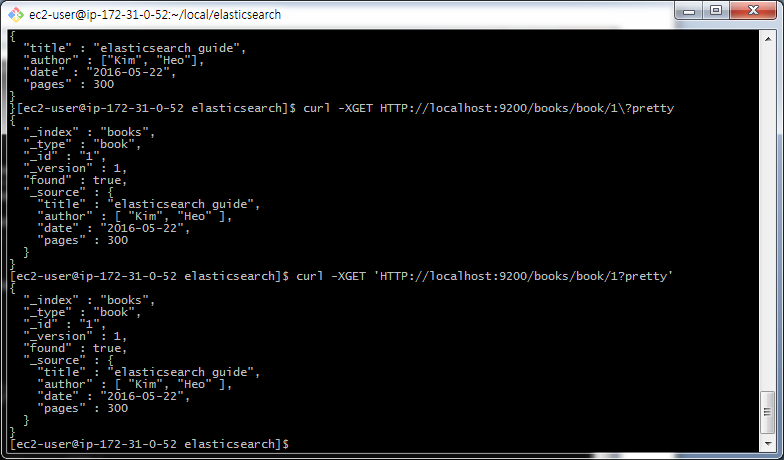 ec2-user@ip-172-31-0-52:~/local/elasticsearch
{
  "title" : "elasticsearch guide",
  "author" : ["Kim", "Heo"],
  "date" : "2016-05-22",
  "pages" : 300
}
}[ec2-user@ip-172-31-0-52 elasticsearch]$ curl -XGET HTTP://localhost:9200/books/book/1\?pretty
{
  "_index" : "books",
  "_type" : "book",
  "_id" : "1",
  "_version" : 1,
  "found" : true,
  "_source" : {
    "title" : "elasticsearch guide",
    "author" : [ "Kim", "Heo" ],
    "date" : "2016-05-22",
    "pages" : 300
  }
}
[ec2-user@ip-172-31-0-52 elasticsearch]$ curl -XGET 'HTTP://localhost:9200/books/book/1?pretty'
{
  "_index" : "books",
  "_type" : "book",
  "_id" : "1",
  "_version" : 1,
  "found" : true,
  "_source" : {
    "title" : "elasticsearch guide",
    "author" : [ "Kim", "Heo" ],
    "date" : "2016-05-22",
    "pages" : 300
  }
}
[ec2-user@ip-172-31-0-52 elasticsearch]$